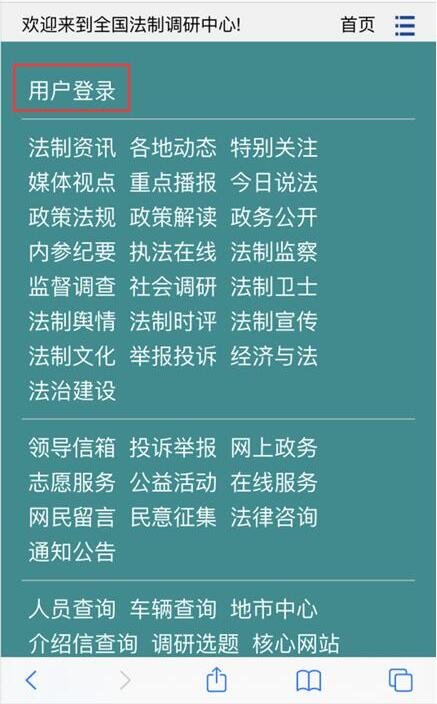 欢迎来到全国法制调研中心! 首页
用户登录
法制资讯 各地动态 特别关注
媒体视点 重点播报 今日说法
政策法规 政策解读 政务公开
内参纪要 执法在线 法制监察
监督调查 社会调研 法制卫士
法制舆情 法制时评 法制宣传
法制文化 举报投诉 经济与法
法治建设
领导信箱 投诉举报 网上政务
志愿服务 公益活动 在线服务
网民留言 民意征集 法律咨询
通知公告
人员查询 车辆查询 地市中心
介绍信查询 调研选题 核心网站